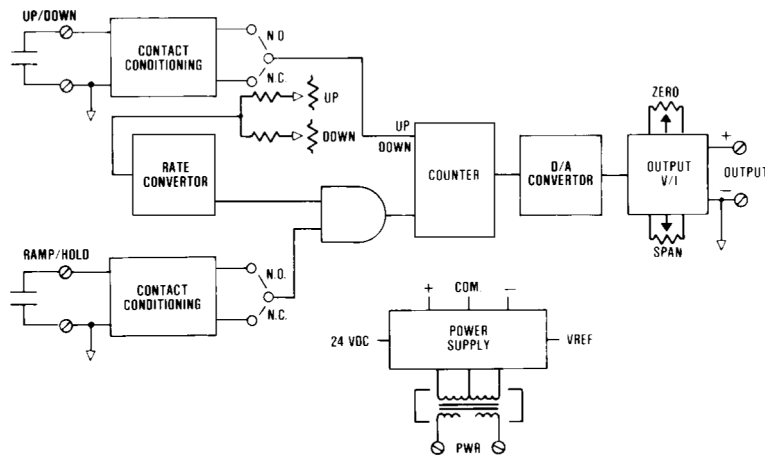 UP/DOWN
CONTACT
CONDITIONING
N.O
N.C.
UP
DOWN
RATE
CONVERTOR
UP
DOWN
COUNTER
D/A
CONVERTOR
ZERO
OUTPUT
V/I
SPAN
+
OUTPUT
−
RAMP/HOLD
CONTACT
CONDITIONING
N.O.
N.C.
+ COM. −
24 VDC
POWER
SUPPLY
VREF
PWR